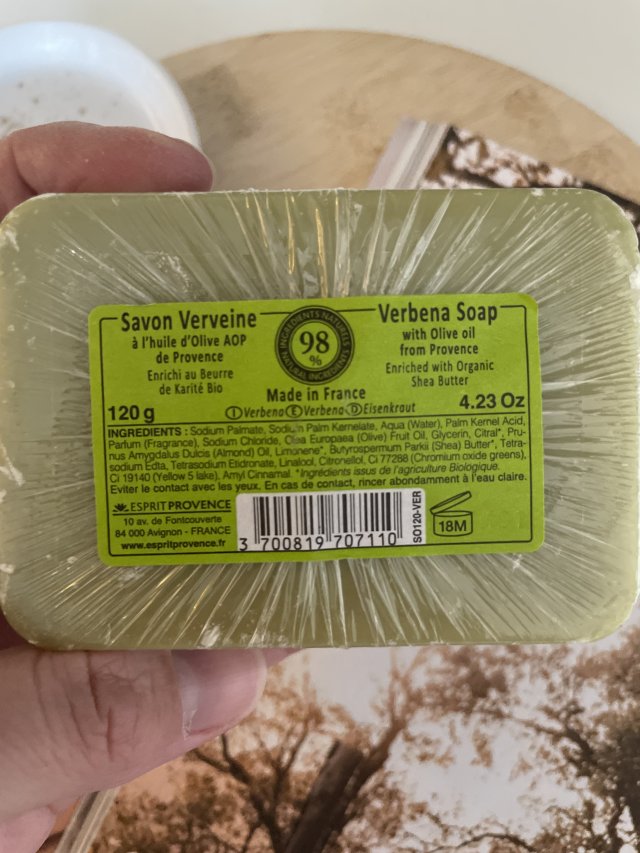 Savon Verveine
à l'huile d'Olive AOP
de Provence
Enrichi au Beurre
de Karité Bio
INGRÉDIENTS NATURELS
98
%
NATURAL INGREDIENTS
Verbena Soap
with Olive oil
from Provence
Enriched with Organic
Shea Butter
Made in France
120 g
I Verbena E Verbena D Eisenkraut
4.23 Oz
INGREDIENTS : Sodium Palmate, Sodium Palm Kernelate, Aqua (Water), Palm Kernel Acid,
Parfum (Fragrance), Sodium Chloride, Olea Europaea (Olive) Fruit Oil, Glycerin, Citral*, Pru-
nus Amygdalus Dulcis (Almond) Oil, Limonene*, Butyrospermum Parkii (Shea) Butter*, Tetra-
sodium Edta, Tetrasodium Etidronate, Linalool, Citronellol, Ci 77288 (Chromium oxide greens),
Ci 19140 (Yellow 5 lake), Amyl Cinnamal. *Ingrédients issus de l'agriculture Biologique.
Eviter le contact avec les yeux. En cas de contact, rincer abondamment à l'eau claire.
ESPRIT PROVENCE
10 av. de Fontcouverte
84 000 Avignon - FRANCE
www.espritprovence.fr
3 700819 707110
SO120-VER
18M